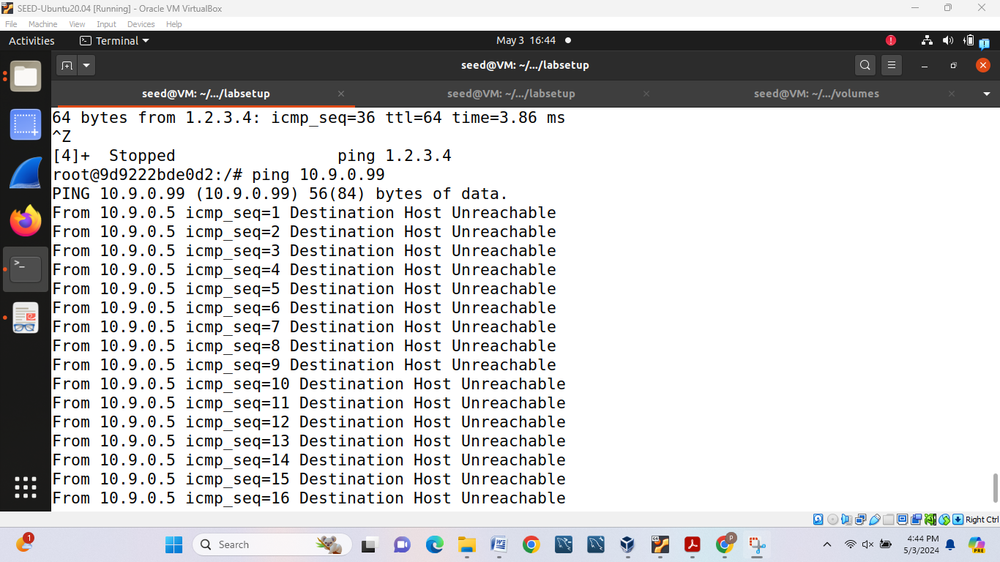 SEED-Ubuntu20.04 [Running] - Oracle VM VirtualBox
File Machine View Input Devices Help
Activities Terminal May 3 16:44
seed@VM: ~/.../labsetup
seed@VM: ~/.../labsetup seed@VM: ~/.../labsetup seed@VM: ~/.../volumes
64 bytes from 1.2.3.4: icmp_seq=36 ttl=64 time=3.86 ms
^Z
[4]+  Stopped                 ping 1.2.3.4
root@9d9222bde0d2:/# ping 10.9.0.99
PING 10.9.0.99 (10.9.0.99) 56(84) bytes of data.
From 10.9.0.5 icmp_seq=1 Destination Host Unreachable
From 10.9.0.5 icmp_seq=2 Destination Host Unreachable
From 10.9.0.5 icmp_seq=3 Destination Host Unreachable
From 10.9.0.5 icmp_seq=4 Destination Host Unreachable
From 10.9.0.5 icmp_seq=5 Destination Host Unreachable
From 10.9.0.5 icmp_seq=6 Destination Host Unreachable
From 10.9.0.5 icmp_seq=7 Destination Host Unreachable
From 10.9.0.5 icmp_seq=8 Destination Host Unreachable
From 10.9.0.5 icmp_seq=9 Destination Host Unreachable
From 10.9.0.5 icmp_seq=10 Destination Host Unreachable
From 10.9.0.5 icmp_seq=11 Destination Host Unreachable
From 10.9.0.5 icmp_seq=12 Destination Host Unreachable
From 10.9.0.5 icmp_seq=13 Destination Host Unreachable
From 10.9.0.5 icmp_seq=14 Destination Host Unreachable
From 10.9.0.5 icmp_seq=15 Destination Host Unreachable
From 10.9.0.5 icmp_seq=16 Destination Host Unreachable
Right Ctrl
1
Search
P
4:44 PM
5/3/2024
PRE